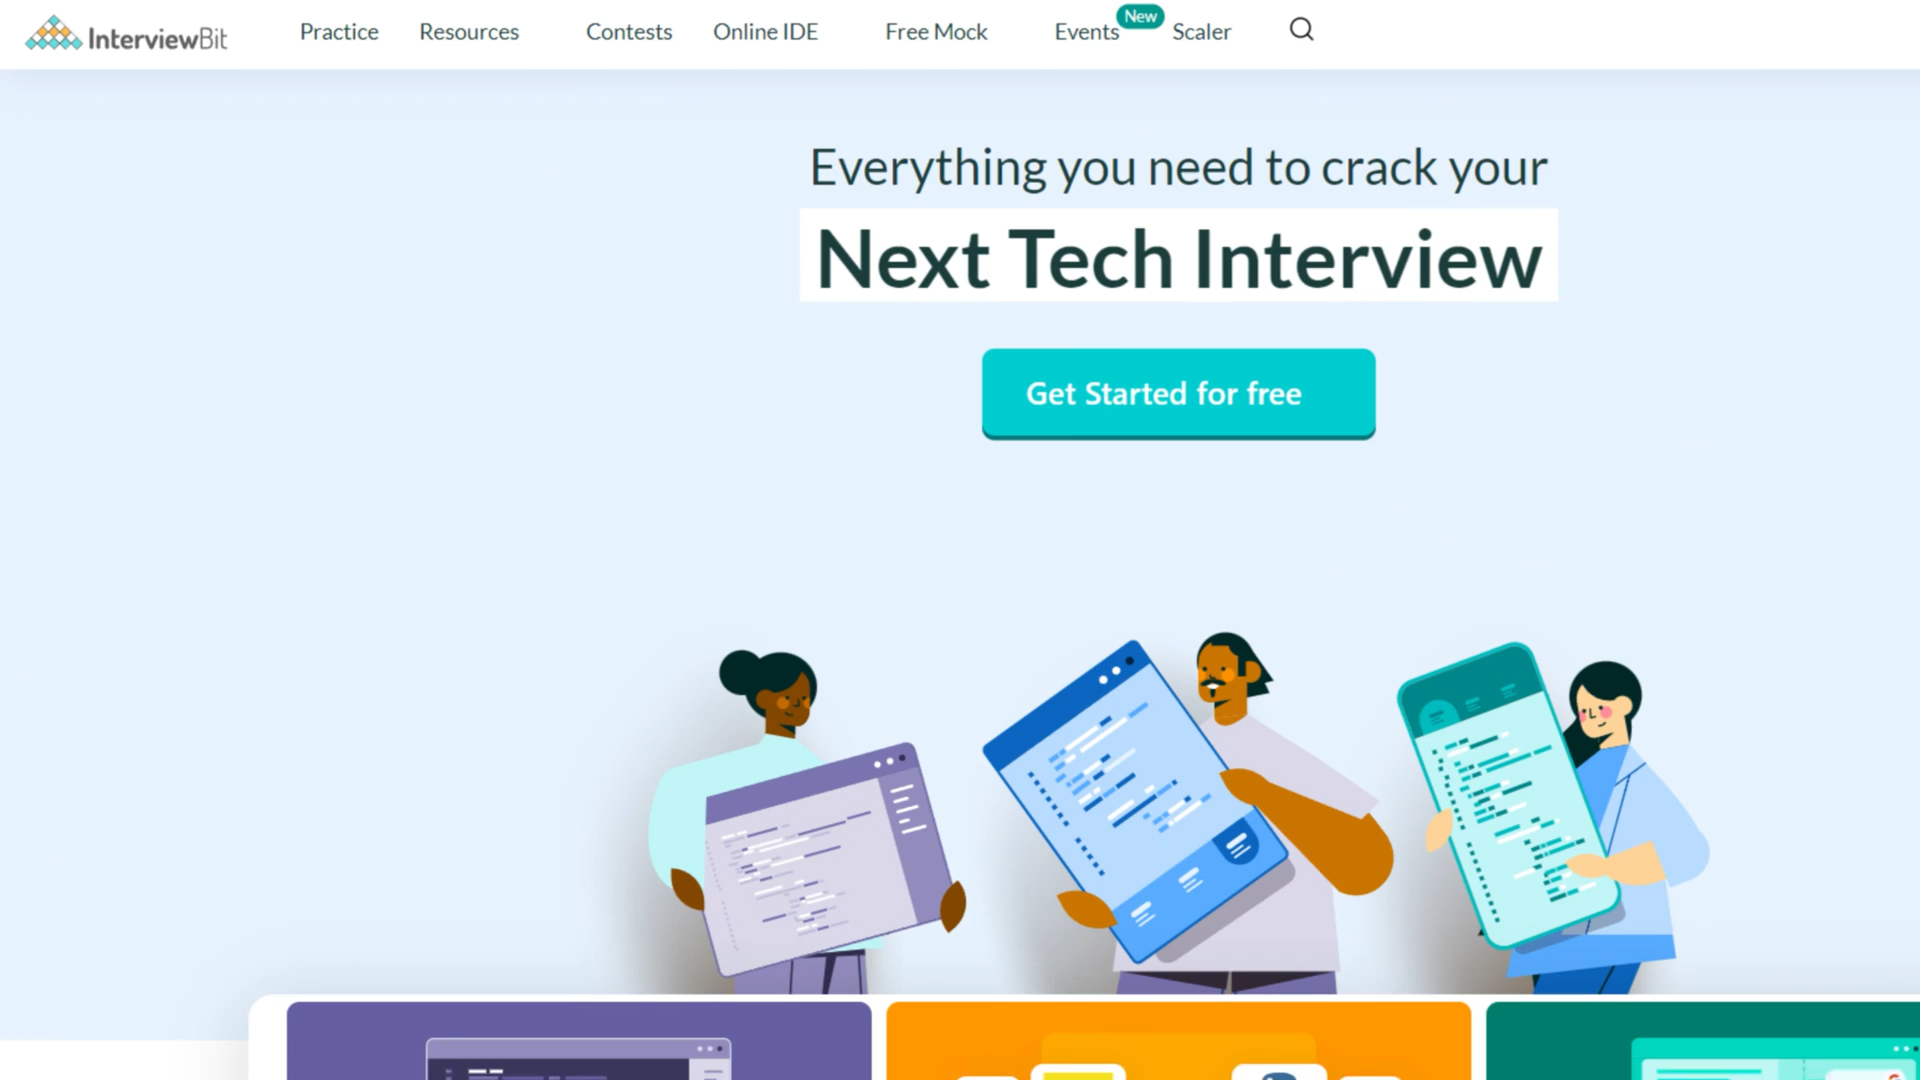 InterviewBit Practice Resources Contests Online IDE Free Mock Events New Scaler
Everything you need to crack your
Next Tech Interview
Get Started for free